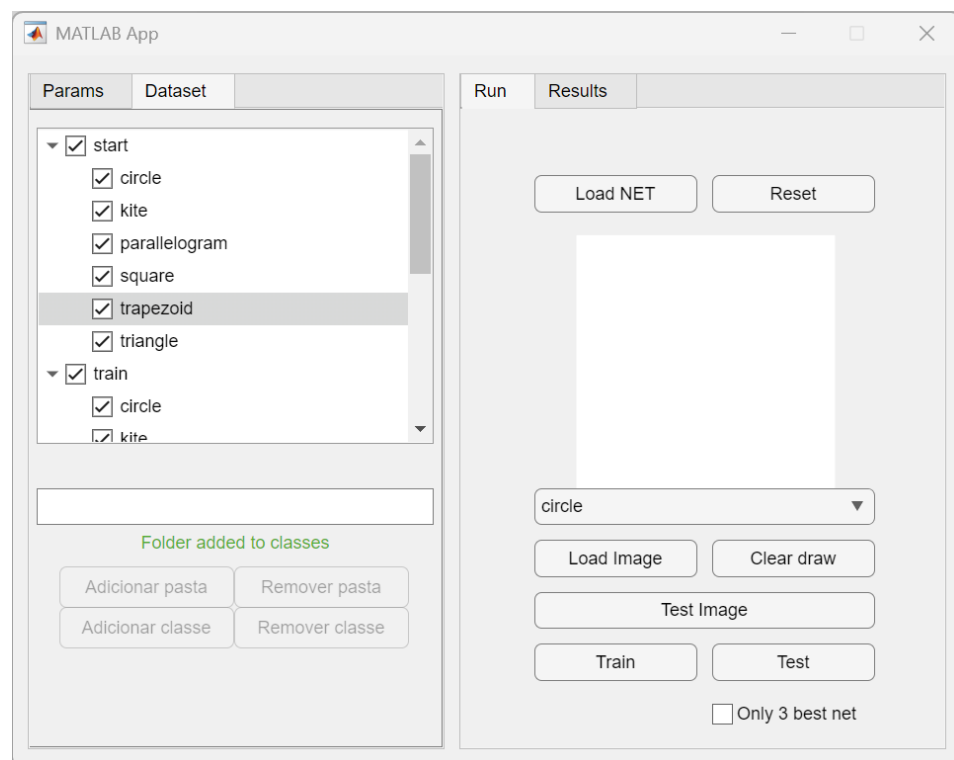 MATLAB App
Params Dataset
start
circle
kite
parallelogram
square
trapezoid
triangle
train
circle
kite
Folder added to classes
Adicionar pasta Remover pasta
Adicionar classe Remover classe
Run Results
Load NET Reset
circle
Load Image Clear draw
Test Image
Train Test
Only 3 best net